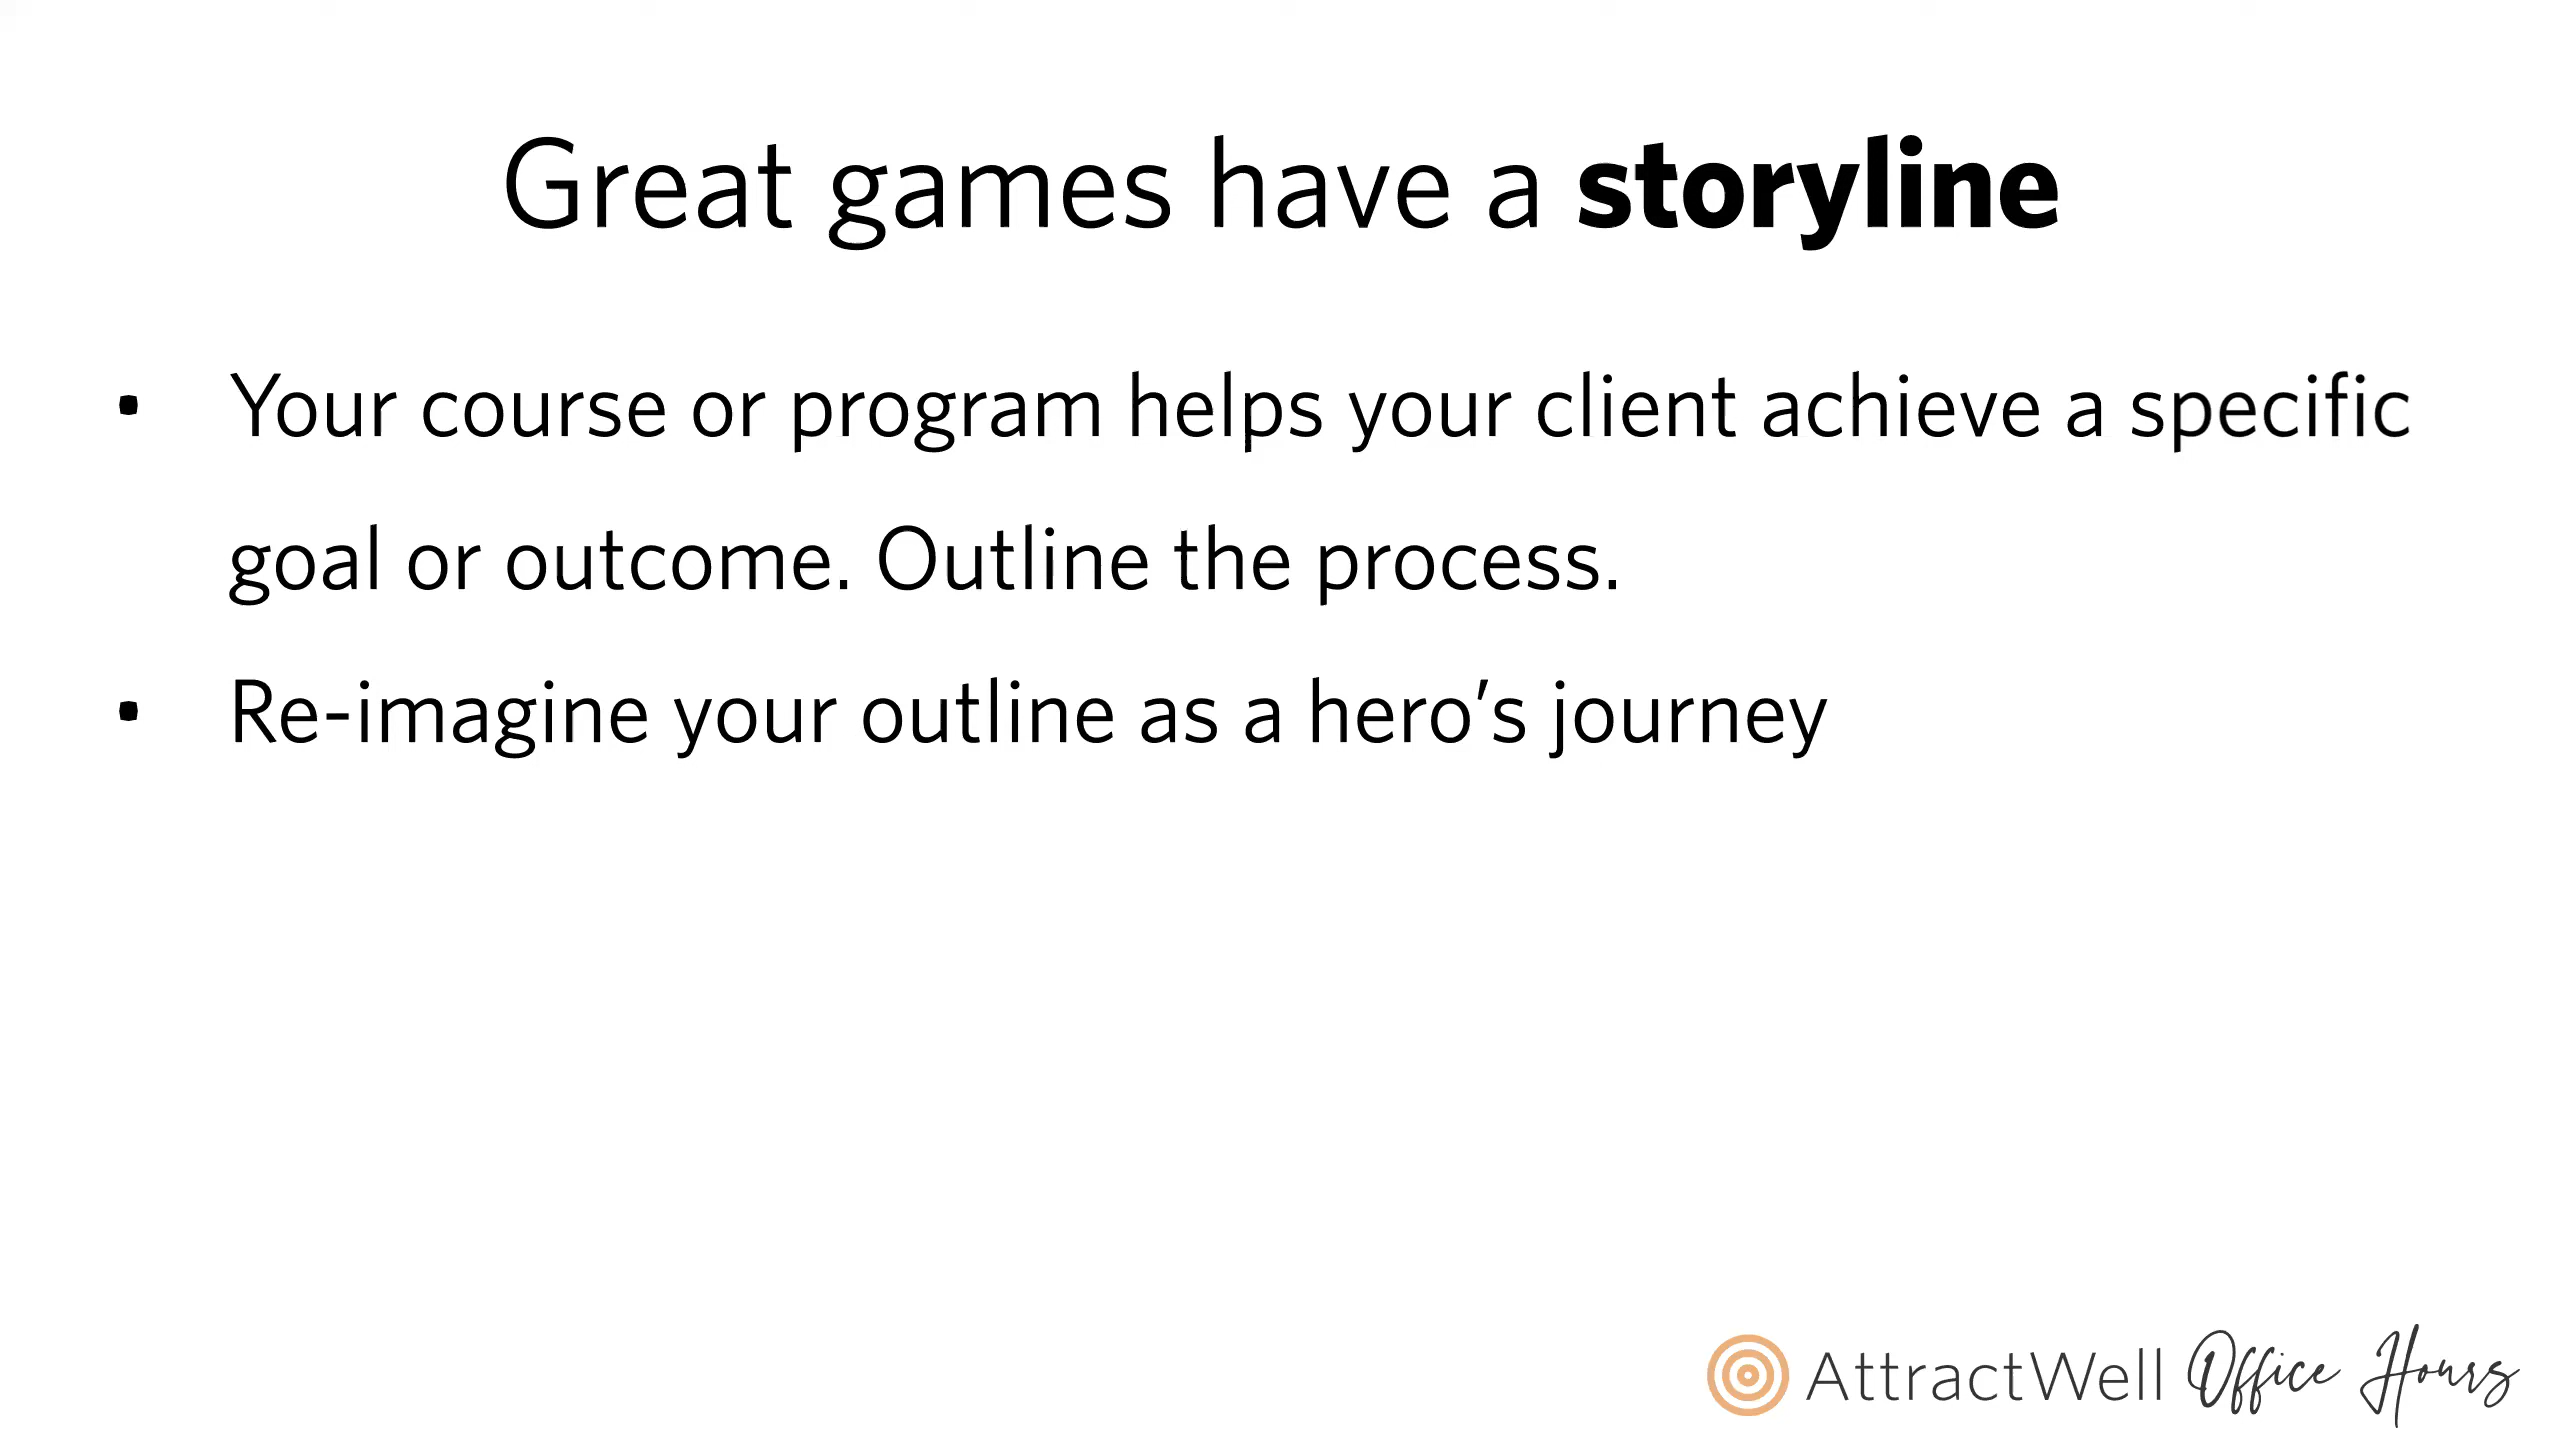 Great games have a storyline
• Your course or program helps your client achieve a specific
goal or outcome. Outline the process.
• Re-imagine your outline as a hero’s journey
AttractWell Office Hours